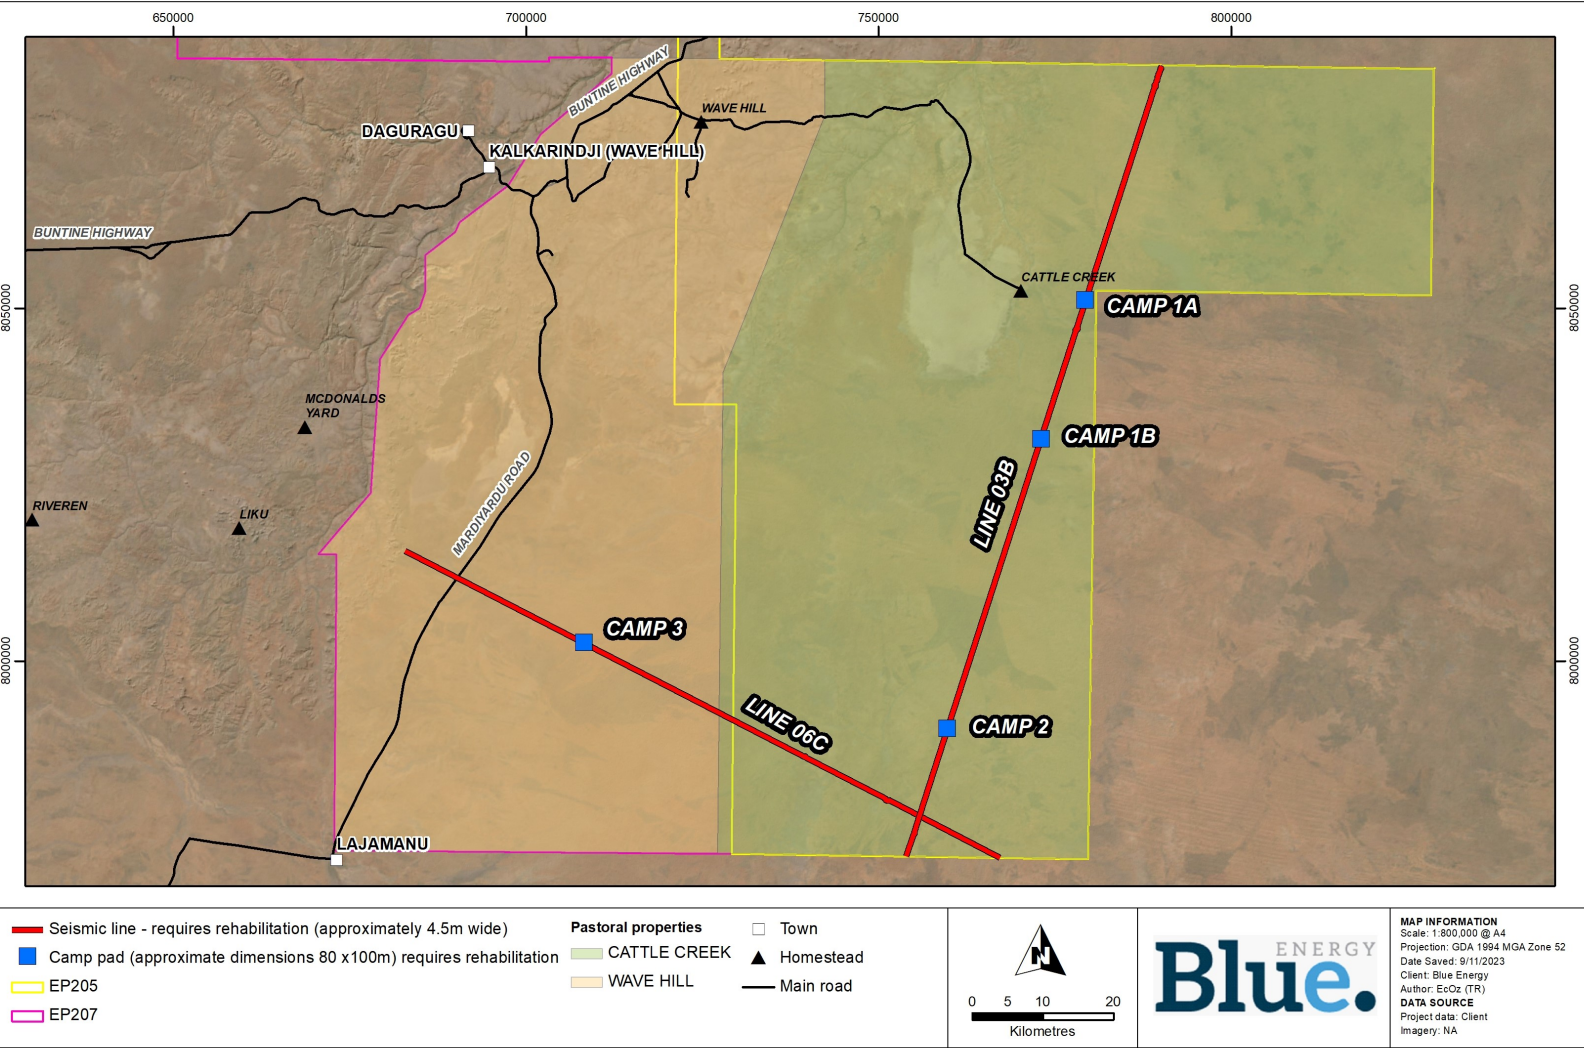 650000
700000
750000
800000
BUNTINE HIGHWAY
WAVE HILL
DAGURAGU
KALKARINDJI (WAVE HILL)
BUNTINE HIGHWAY
CATTLE CREEK
8050000
8050000
CAMP 1A
MCDONALDS
YARD
CAMP 1B
MARDIYARDU ROAD
LINE 03B
RIVEREN
LIKU
CAMP 3
8000000
8000000
LINE 06C
CAMP 2
LAJAMANU
Seismic line - requires rehabilitation (approximately 4.5m wide)
Camp pad (approximate dimensions 80 x100m) requires rehabilitation
EP205
EP207
Pastoral properties
CATTLE CREEK
WAVE HILL
Town
Homestead
Main road
N
0 5 10 20
Kilometres
ENERGY
Blue.
MAP INFORMATION
Scale: 1:800,000 @ A4
Projection: GDA 1994 MGA Zone 52
Date Saved: 9/11/2023
Client: Blue Energy
Author: EcOz (TR)
DATA SOURCE
Project data: Client
Imagery: NA